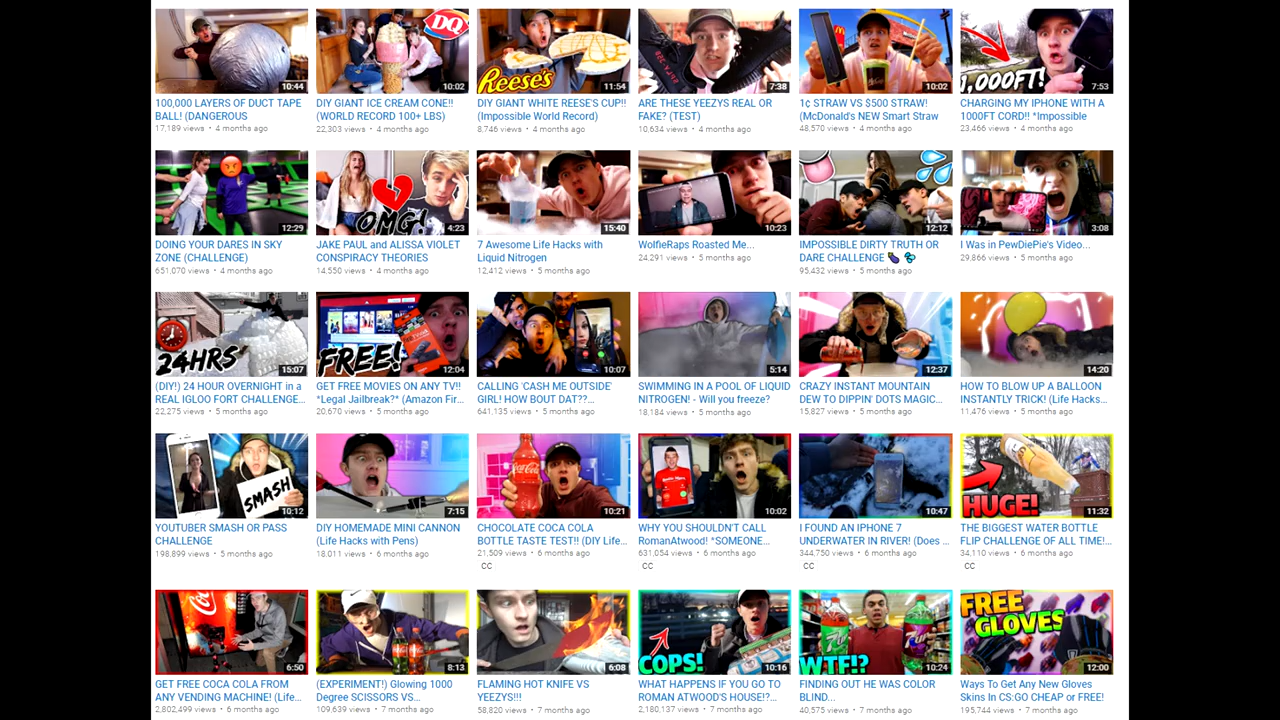 DQ
Reese's
1,000FT!
10:44
10:02
11:54
7:38
10:02
7:53
100,000 LAYERS OF DUCT TAPE
BALL! (DANGEROUS
17,189 views • 4 months ago
DIY GIANT ICE CREAM CONE!!
(WORLD RECORD 100+ LBS)
22,303 views • 4 months ago
DIY GIANT WHITE REESE'S CUP!!
(Impossible World Record)
8,746 views • 4 months ago
ARE THESE YEEZYS REAL OR
FAKE? (TEST)
10,634 views • 4 months ago
1¢ STRAW VS $500 STRAW!
(McDonald's NEW Smart Straw
48,570 views • 4 months ago
CHARGING MY IPHONE WITH A
1000FT CORD!! *Impossible
23,466 views • 4 months ago
OMG!
12:29
4:23
15:40
10:23
12:12
3:08
DOING YOUR DARES IN SKY
ZONE (CHALLENGE)
651,070 views • 4 months ago
JAKE PAUL and ALISSA VIOLET
CONSPIRACY THEORIES
14,550 views • 4 months ago
7 Awesome Life Hacks with
Liquid Nitrogen
12,412 views • 5 months ago
WolfieRaps Roasted Me...
24,291 views • 5 months ago
IMPOSSIBLE DIRTY TRUTH OR
DARE CHALLENGE 🍆 💦
95,432 views • 5 months ago
I Was in PewDiePie's Video...
29,866 views • 5 months ago
24HRS
FREE!
15:07
12:04
10:07
5:14
12:37
14:20
(DIY!) 24 HOUR OVERNIGHT in a
REAL IGLOO FORT CHALLENGE...
22,275 views • 5 months ago
GET FREE MOVIES ON ANY TV!!
*Legal Jailbreak?* (Amazon Fir...
20,670 views • 5 months ago
CALLING 'CASH ME OUTSIDE'
GIRL! HOW BOUT DAT??...
641,135 views • 5 months ago
SWIMMING IN A POOL OF LIQUID
NITROGEN! - Will you freeze?
18,184 views • 5 months ago
CRAZY INSTANT MOUNTAIN
DEW TO DIPPIN' DOTS MAGIC...
15,827 views • 5 months ago
HOW TO BLOW UP A BALLOON
INSTANTLY TRICK! (Life Hacks...
11,476 views • 5 months ago
SMASH
Coca-Cola
HUGE!
10:12
7:15
10:21
10:02
10:47
11:32
YOUTUBER SMASH OR PASS
CHALLENGE
198,899 views • 5 months ago
DIY HOMEMADE MINI CANNON
(Life Hacks with Pens)
18,011 views • 6 months ago
CHOCOLATE COCA COLA
BOTTLE TASTE TEST!! (DIY Life...
21,509 views • 6 months ago
CC
WHY YOU SHOULDN'T CALL
RomanAtwood! *SOMEONE...
631,054 views • 6 months ago
CC
I FOUND AN IPHONE 7
UNDERWATER IN RIVER! (Does ...
344,750 views • 6 months ago
CC
THE BIGGEST WATER BOTTLE
FLIP CHALLENGE OF ALL TIME!...
34,110 views • 6 months ago
CC
COPS!
7up
WTF!?
FREE
GLOVES
6:50
8:13
6:08
10:16
10:24
12:00
GET FREE COCA COLA FROM
ANY VENDING MACHINE! (Life...
2,802,499 views • 6 months ago
(EXPERIMENT!) Glowing 1000
Degree SCISSORS VS...
109,639 views • 7 months ago
FLAMING HOT KNIFE VS
YEEZYS!!!
58,820 views • 7 months ago
WHAT HAPPENS IF YOU GO TO
ROMAN ATWOOD'S HOUSE!?...
2,180,137 views • 7 months ago
FINDING OUT HE WAS COLOR
BLIND...
40,575 views • 7 months ago
Ways To Get Any New Gloves
Skins In CS:GO CHEAP or FREE!
195,744 views • 7 months ago